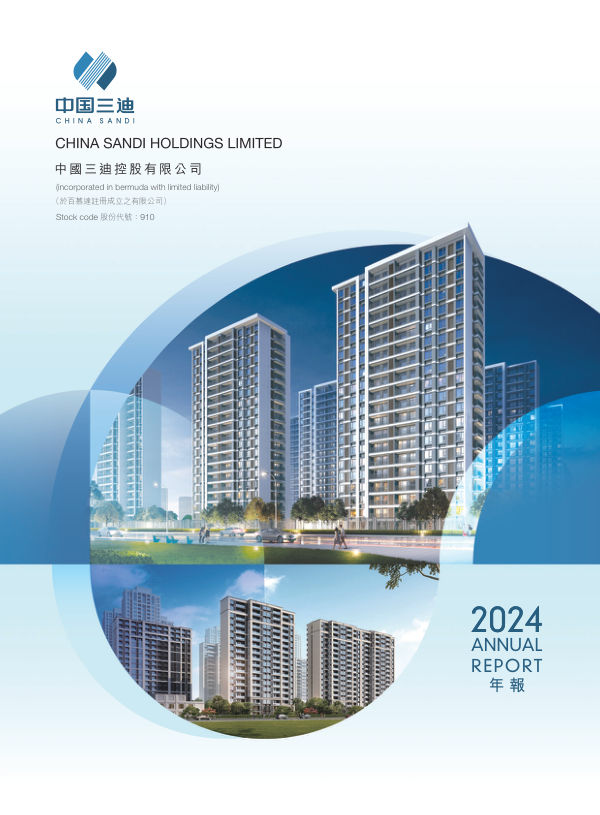 中国三迪
CHINA SANDI
CHINA SANDI HOLDINGS LIMITED
中國三迪控股有限公司
(incorporated in bermuda with limited liability)
(於百慕達註冊成立之有限公司)
Stock code 股份代號：910
2024
ANNUAL
REPORT
年報